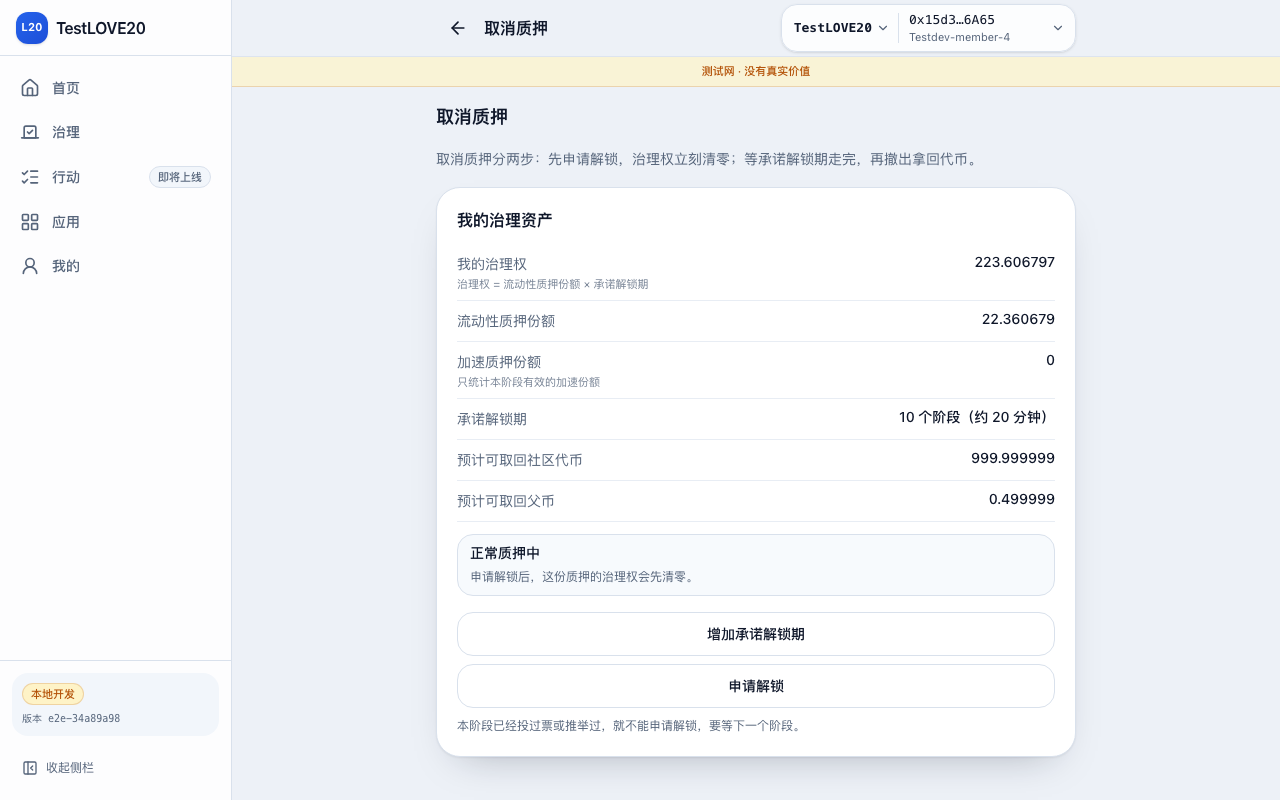 L20 TestLOVE20
首页
治理
行动 即将上线
应用
我的
本地开发
版本 e2e-34a89a98
收起侧栏
取消质押
TestLOVE20
0x15d3…6A65
Testdev-member-4
测试网 · 没有真实价值
取消质押
取消质押分两步：先申请解锁，治理权立刻清零；等承诺解锁期走完，再撤出拿回代币。
我的治理资产
我的治理权 223.606797
治理权 = 流动性质押份额 × 承诺解锁期
流动性质押份额 22.360679
加速质押份额 0
只统计本阶段有效的加速份额
承诺解锁期 10 个阶段（约 20 分钟）
预计可取回社区代币 999.999999
预计可取回父币 0.499999
正常质押中
申请解锁后，这份质押的治理权会先清零。
增加承诺解锁期
申请解锁
本阶段已经投过票或推举过，就不能申请解锁，要等下一个阶段。